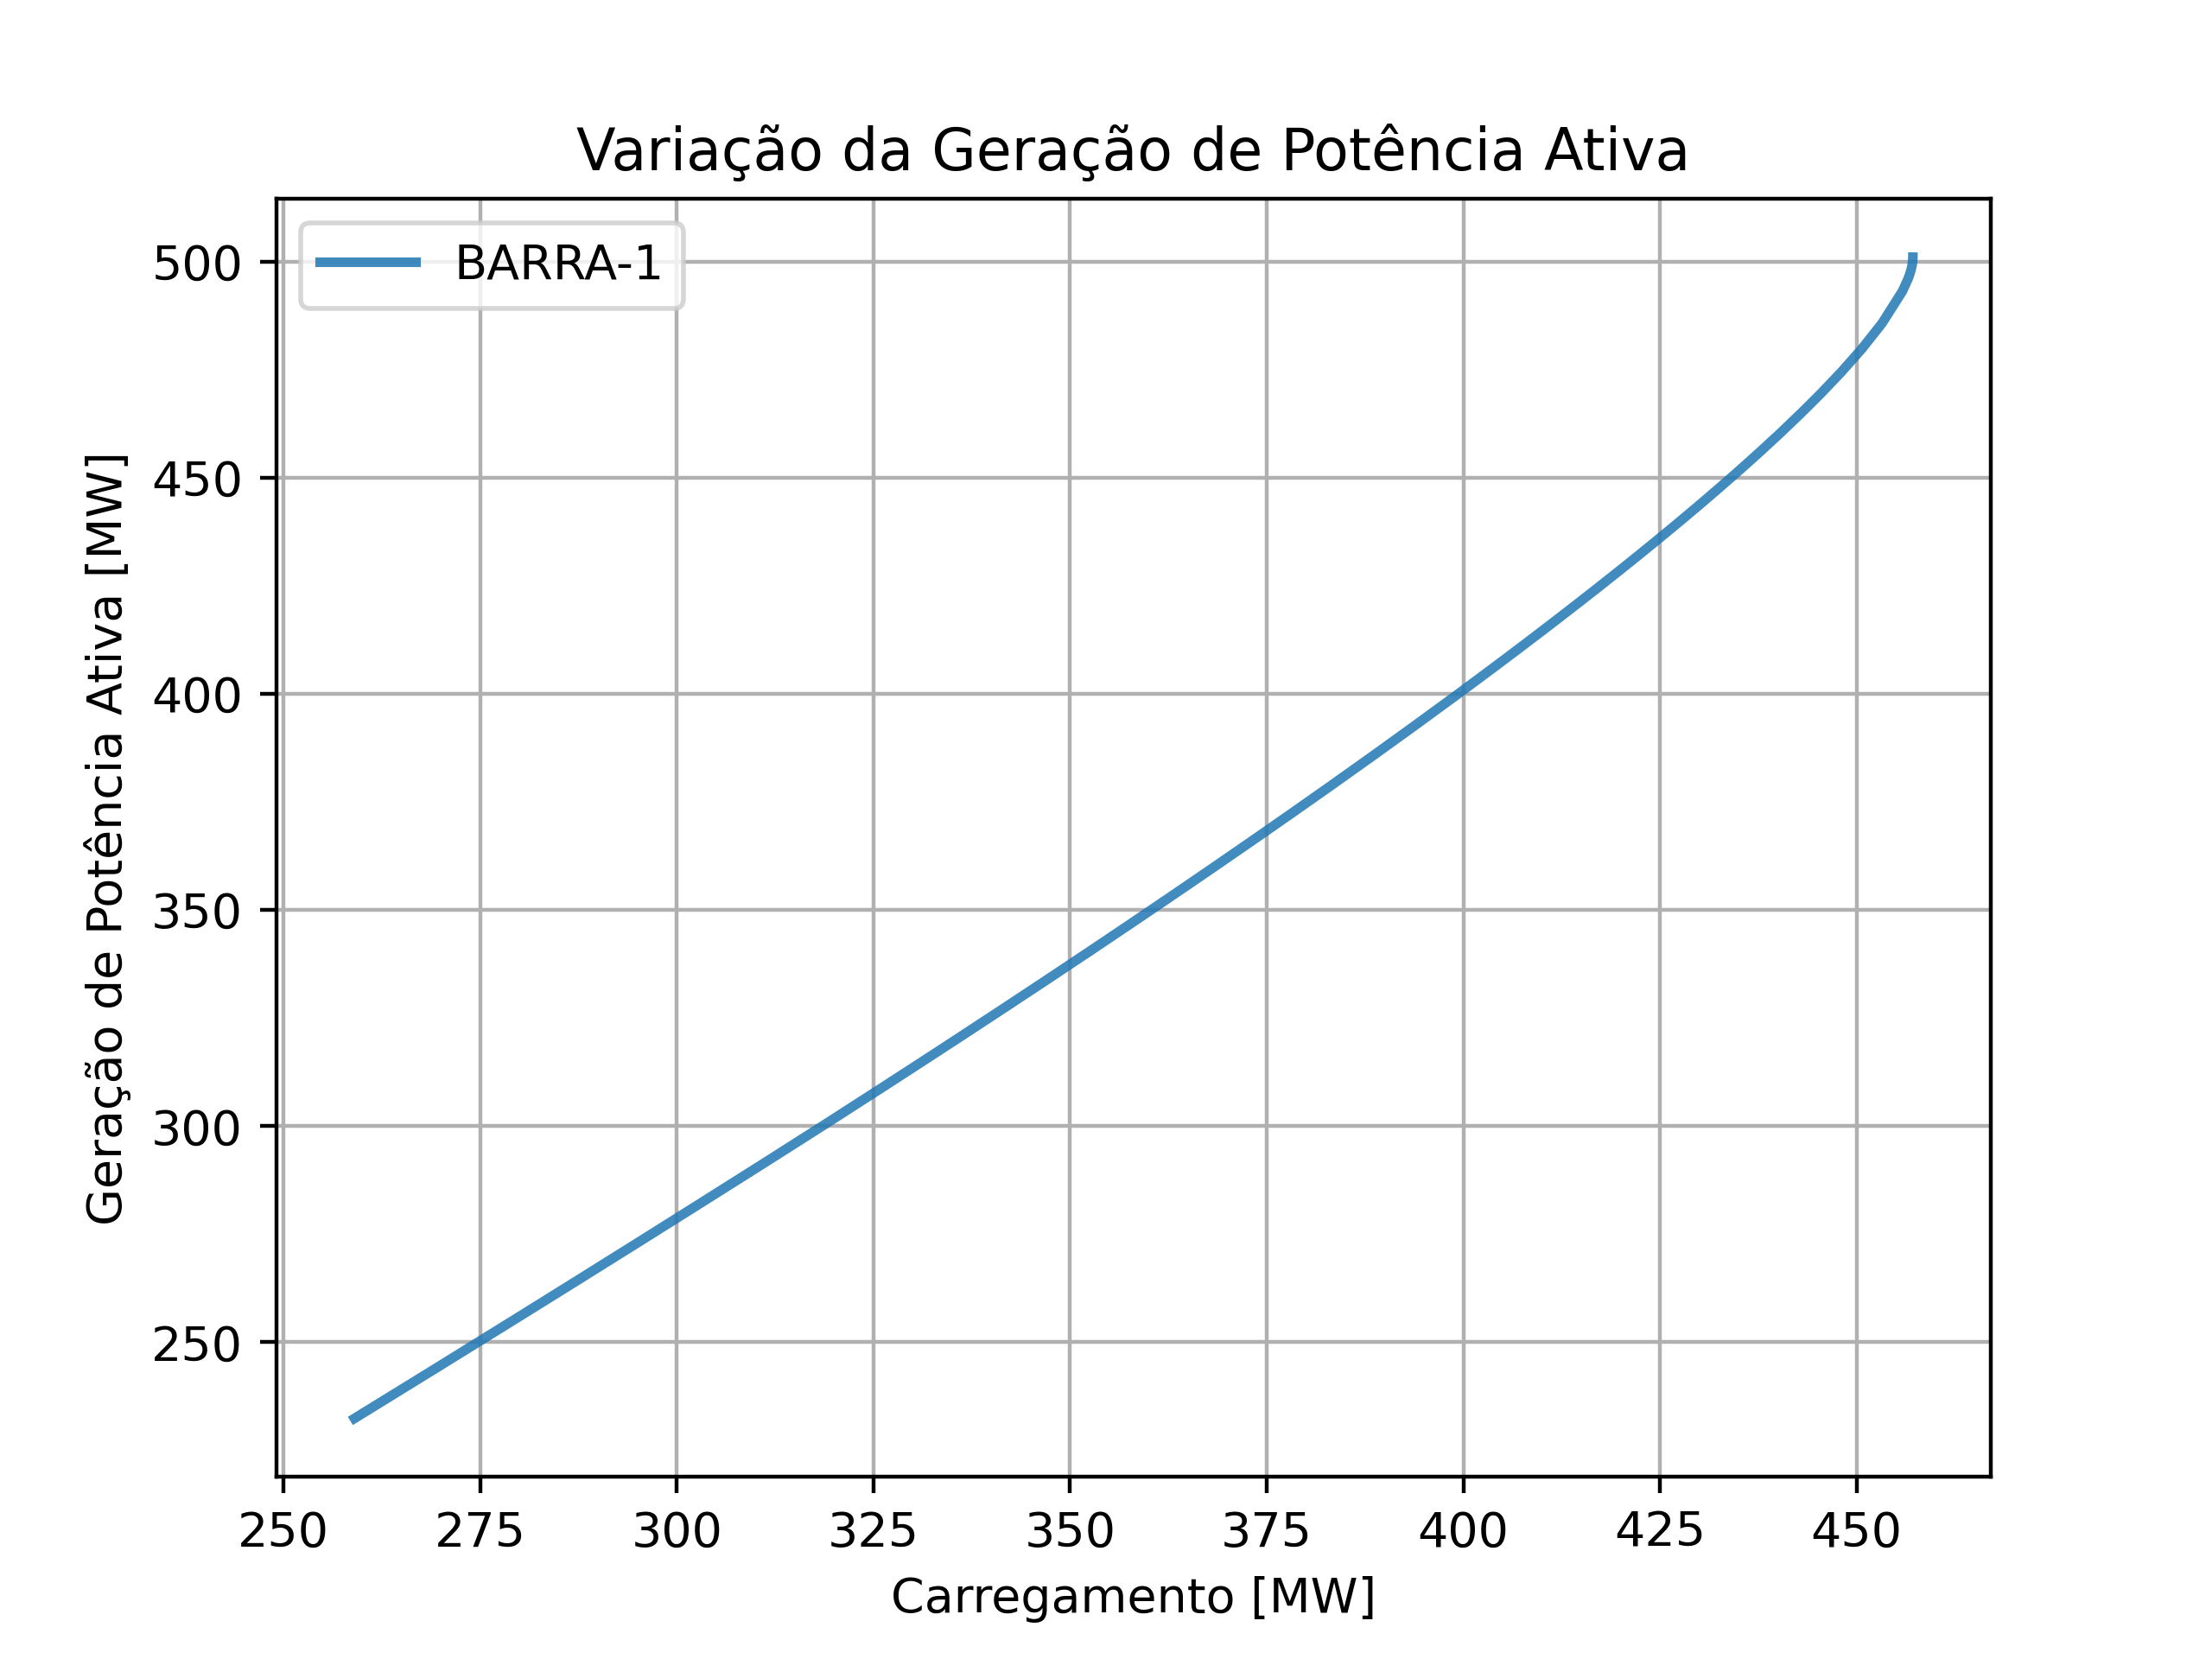 Variação da Geração de Potência Ativa
BARRA-1
Geração de Potência Ativa [MW]
500
450
400
350
300
250
250 275 300 325 350 375 400 425 450
Carregamento [MW]